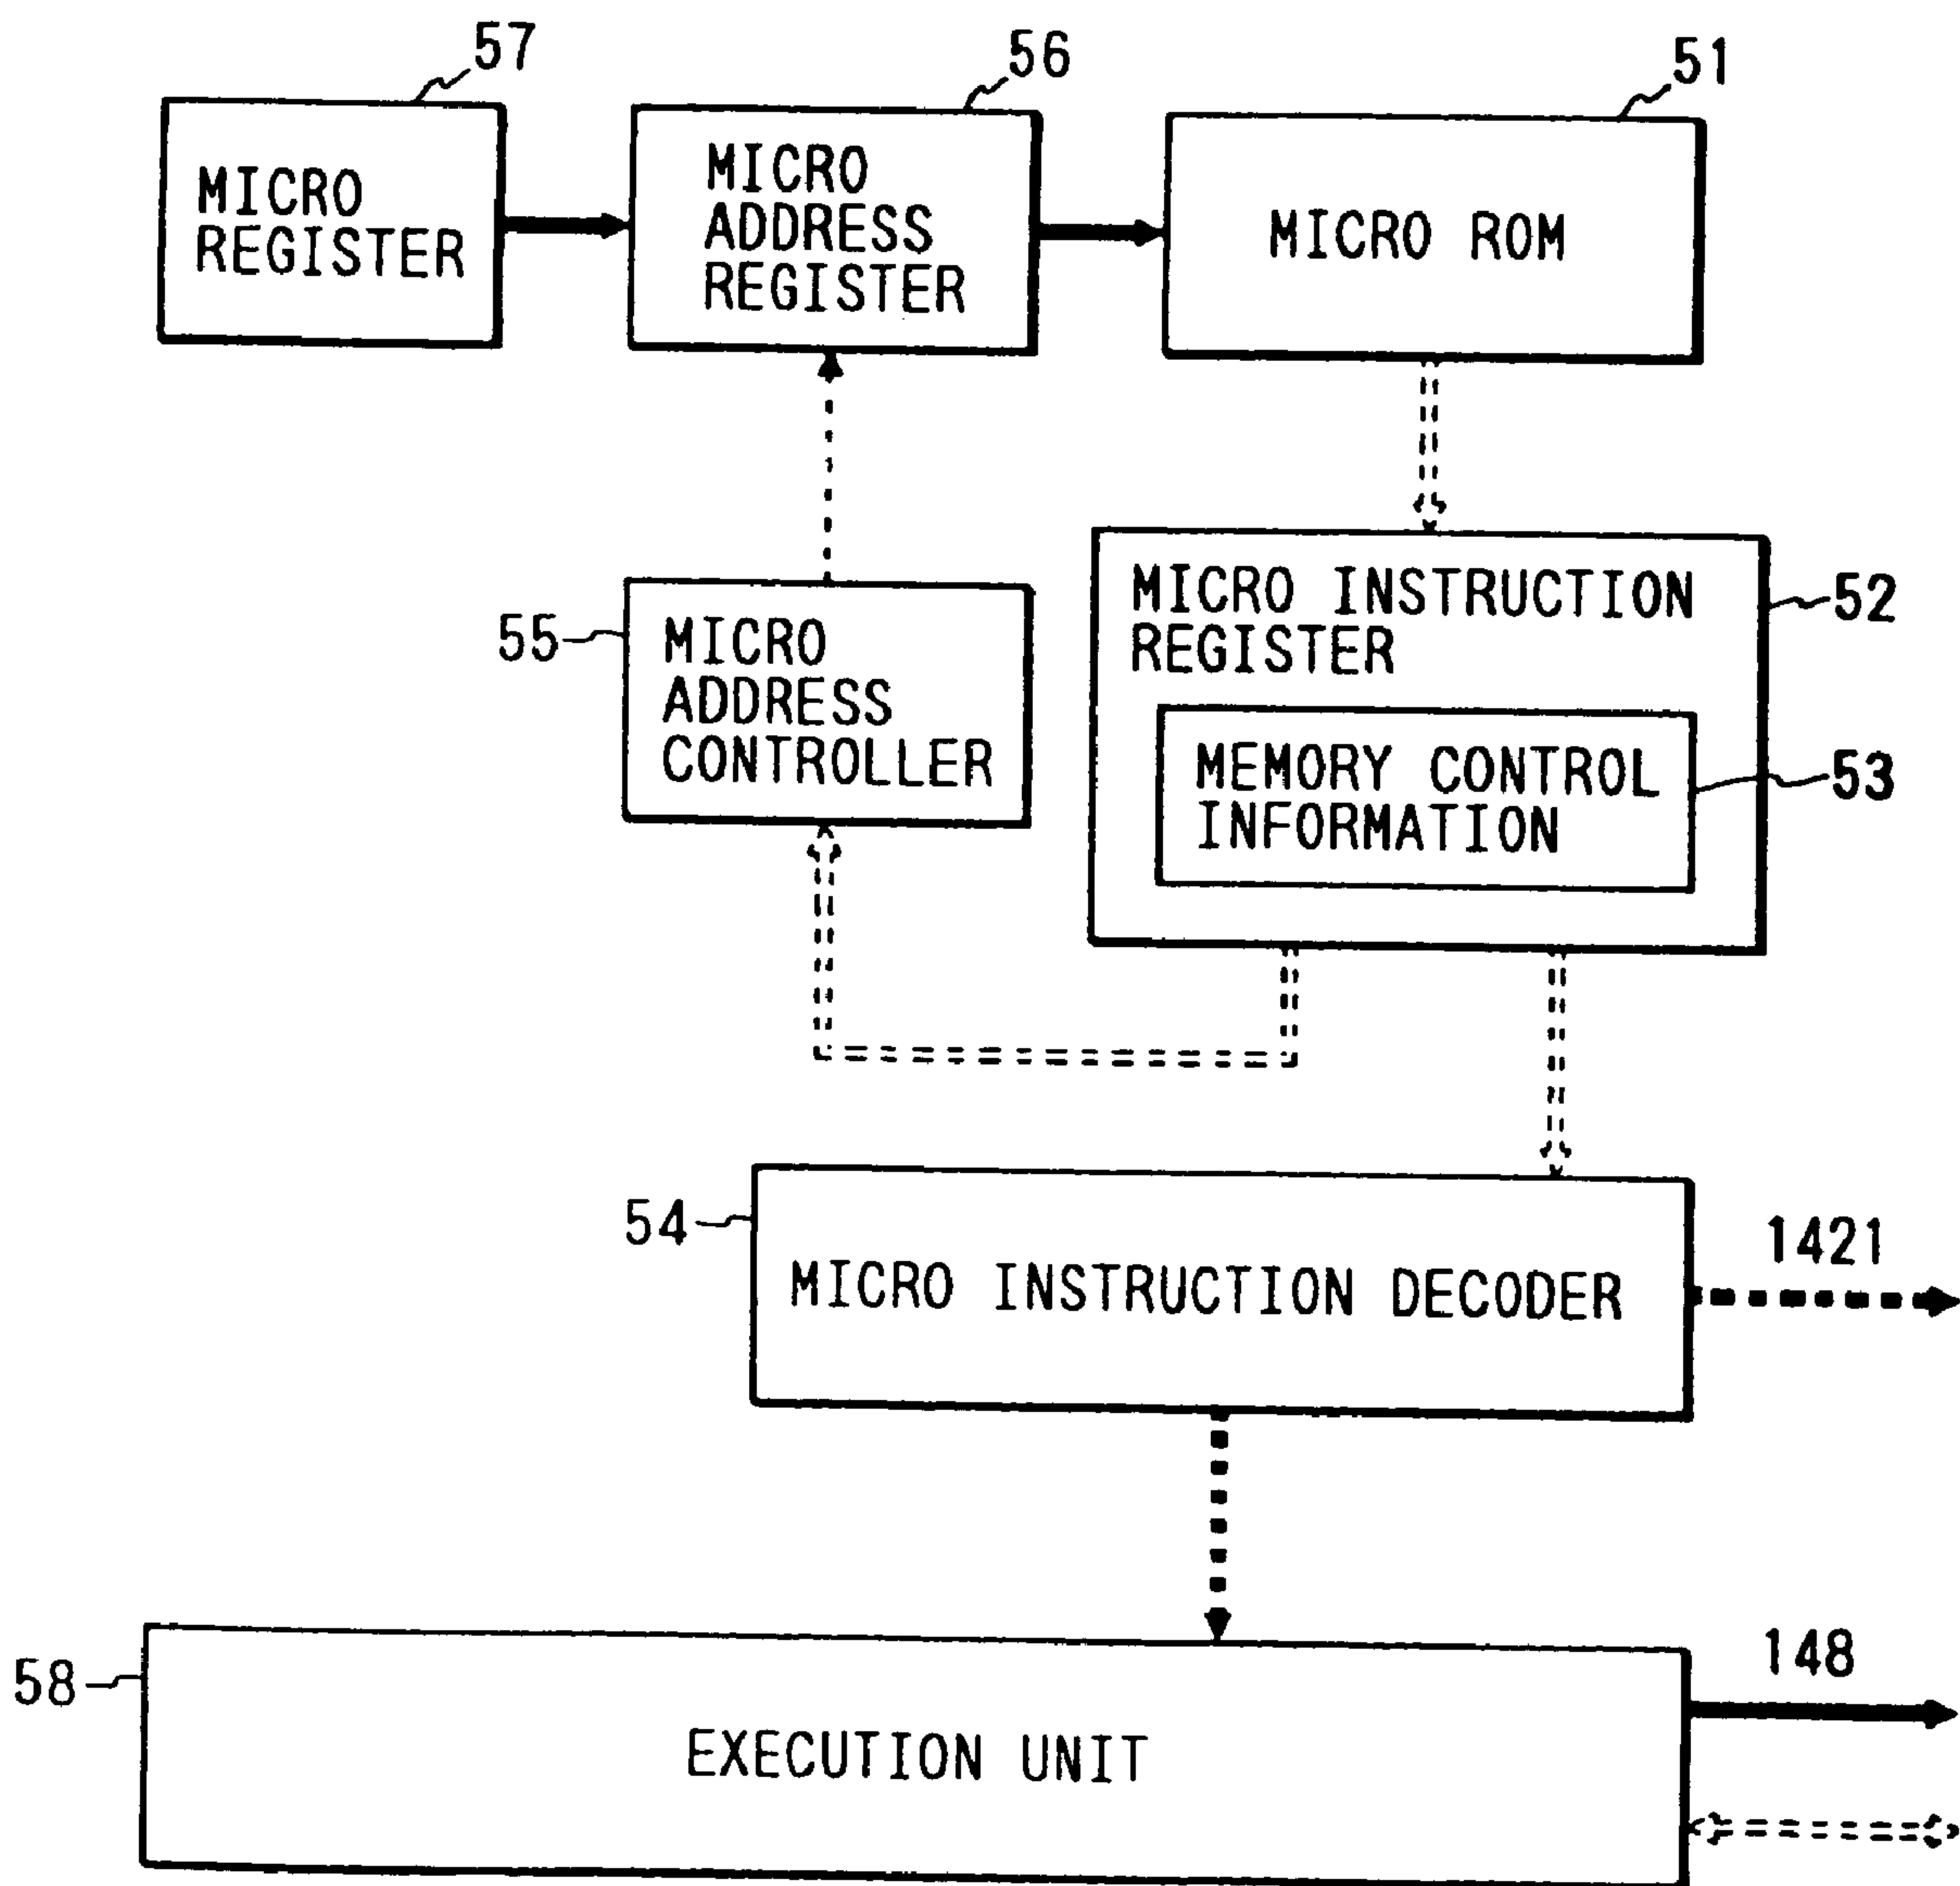 57
56
51
MICRO
REGISTER
MICRO
ADDRESS
REGISTER
MICRO ROM
55
MICRO
ADDRESS
CONTROLLER
MICRO INSTRUCTION
REGISTER
52
MEMORY CONTROL
INFORMATION
53
54
MICRO INSTRUCTION DECODER
1421
58
EXECUTION UNIT
148